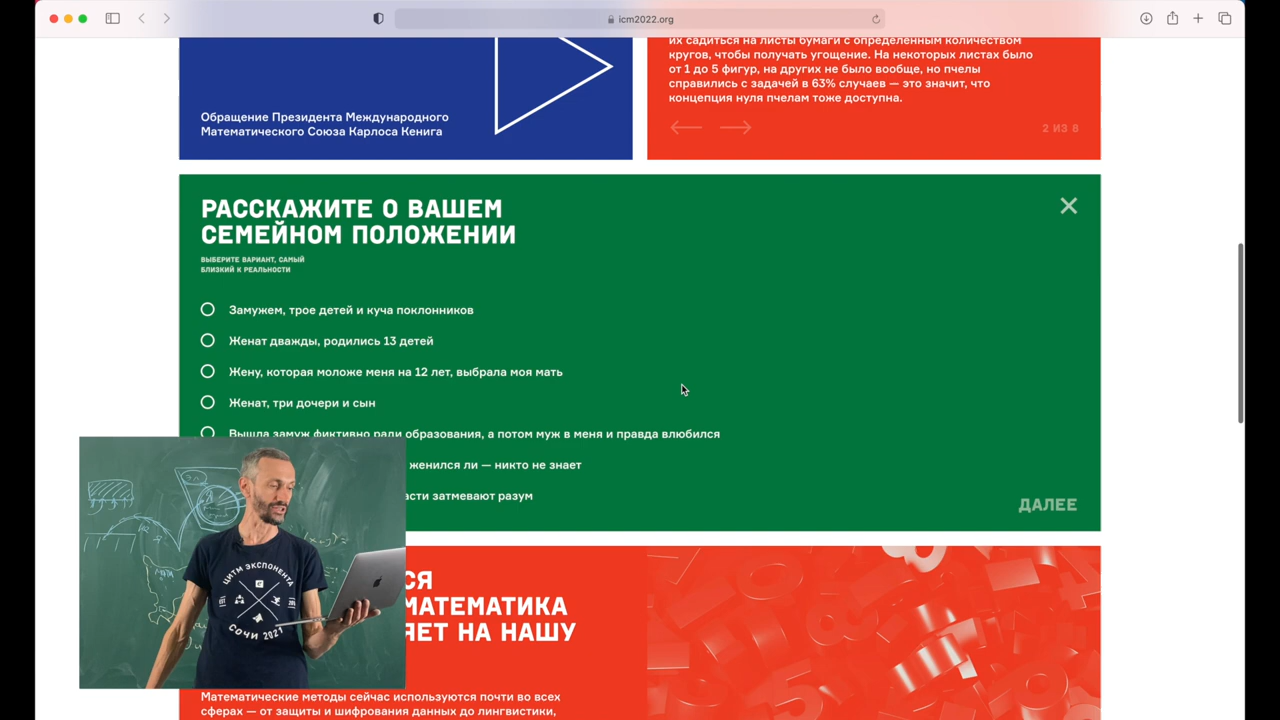 icm2022.org
Обращение Президента Международного
Математического Союза Карлоса Кенига
их садиться на листы бумаги с определенным количеством
кругов, чтобы получать угощение. На некоторых листах было
от 1 до 5 фигур, на других не было вообще, но пчелы
справились с задачей в 63% случаев — это значит, что
концепция нуля пчелам тоже доступна.
2 ИЗ 8
РАССКАЖИТЕ О ВАШЕМ
СЕМЕЙНОМ ПОЛОЖЕНИИ
ВЫБЕРИТЕ ВАРИАНТ, САМЫЙ
БЛИЗКИЙ К РЕАЛЬНОСТИ
Замужем, трое детей и куча поклонников
Женат дважды, родились 13 детей
Жену, которая моложе меня на 12 лет, выбрала моя мать
Женат, три дочери и сын
Вышла замуж фиктивно ради образования, а потом муж в меня и правда влюбился
женился ли — никто не знает
асти затмевают разум
ДАЛЕЕ
СЯ
МАТЕМАТИКА
ЯЕТ НА НАШУ
Математические методы сейчас используются почти во всех
сферах — от защиты и шифрования данных до лингвистики,
ЦИТМ ЭКСПОНЕНТА
СОЧИ 2021